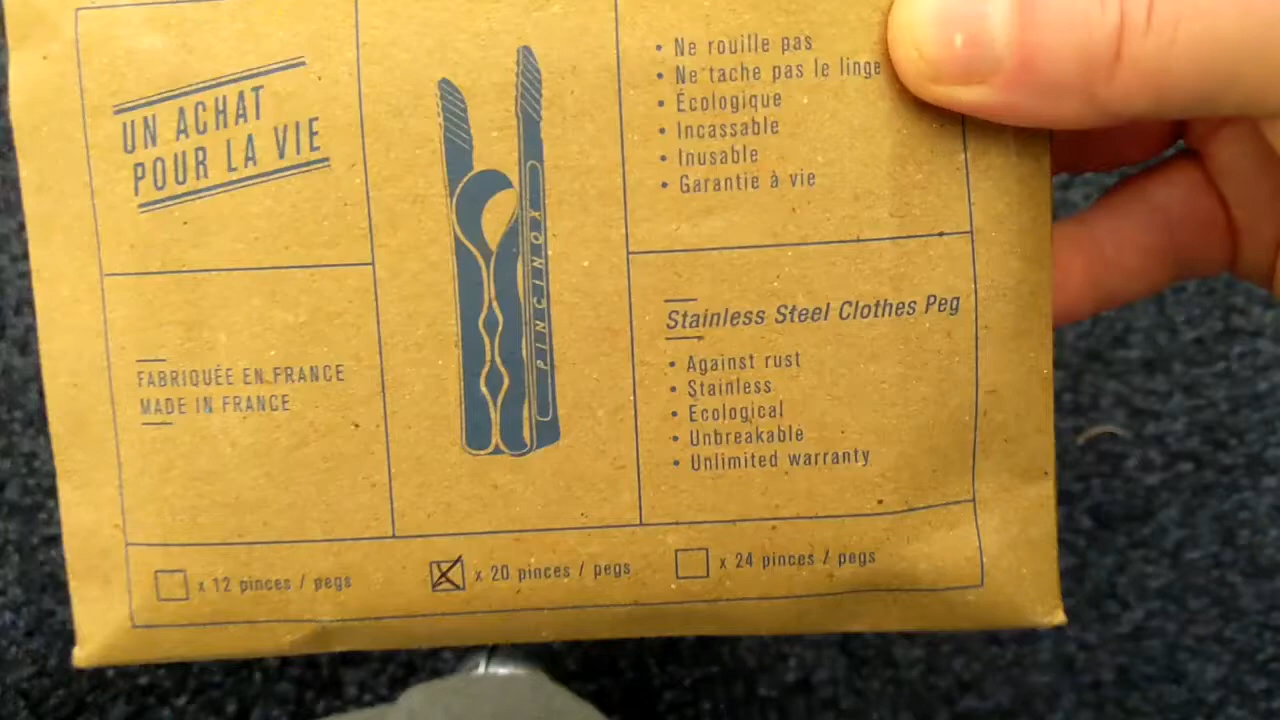 UN ACHAT
POUR LA VIE
FABRIQUÉE EN FRANCE
MADE IN FRANCE
PINCINOX
• Ne rouille pas
• Ne tache pas le linge
• Écologique
• Incassable
• Inusable
• Garantie à vie
Stainless Steel Clothes Peg
• Against rust
• Stainless
• Ecological
• Unbreakable
• Unlimited warranty
x 12 pinces / pegs
x 20 pinces / pegs
x 24 pinces / pegs